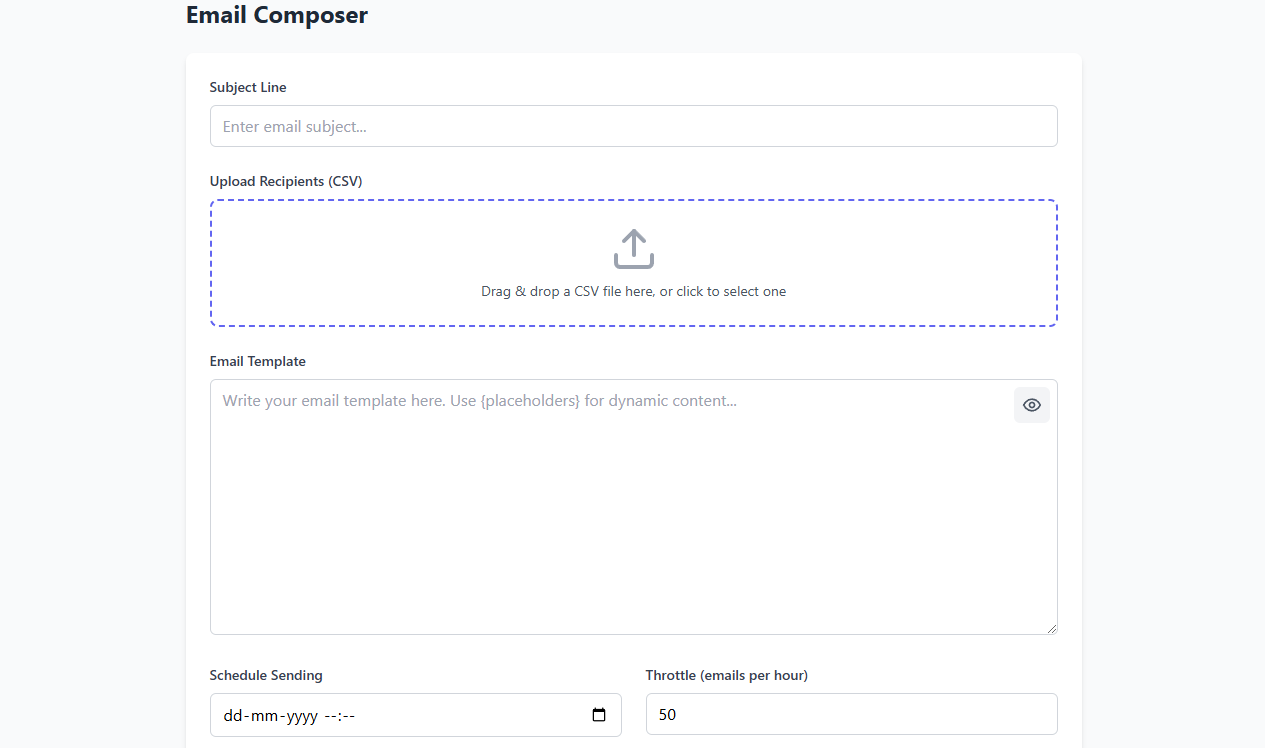 Email Composer
Subject Line
Enter email subject...
Upload Recipients (CSV)
Drag & drop a CSV file here, or click to select one
Email Template
Write your email template here. Use {placeholders} for dynamic content...
Schedule Sending
Throttle (emails per hour)
dd-mm-yyyy --:--
50